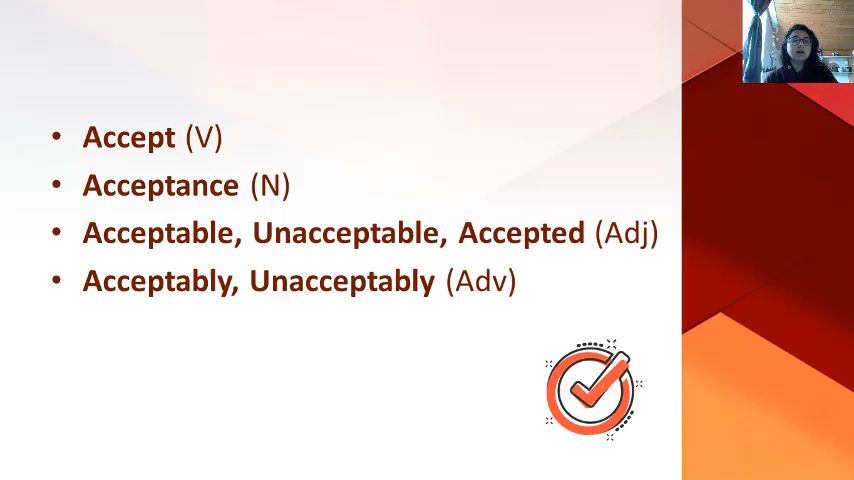 • Accept (V)
• Acceptance (N)
• Acceptable, Unacceptable, Accepted (Adj)
• Acceptably, Unacceptably (Adv)